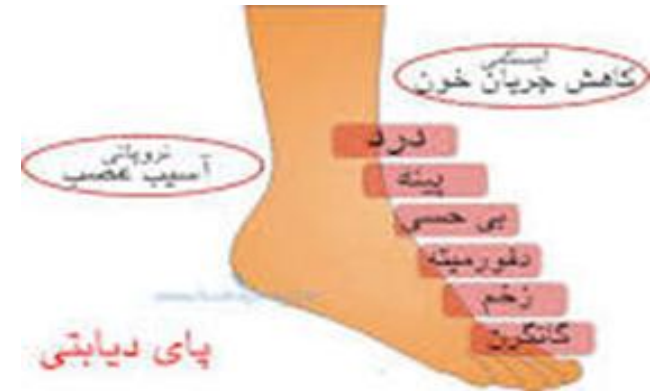 ایسکمی
کاهش جریان خون
نروپاتی
آسیب عصب
درد
پینه
بی حسی
دفورمیته
زخم
گانگرن
پای دیابتی